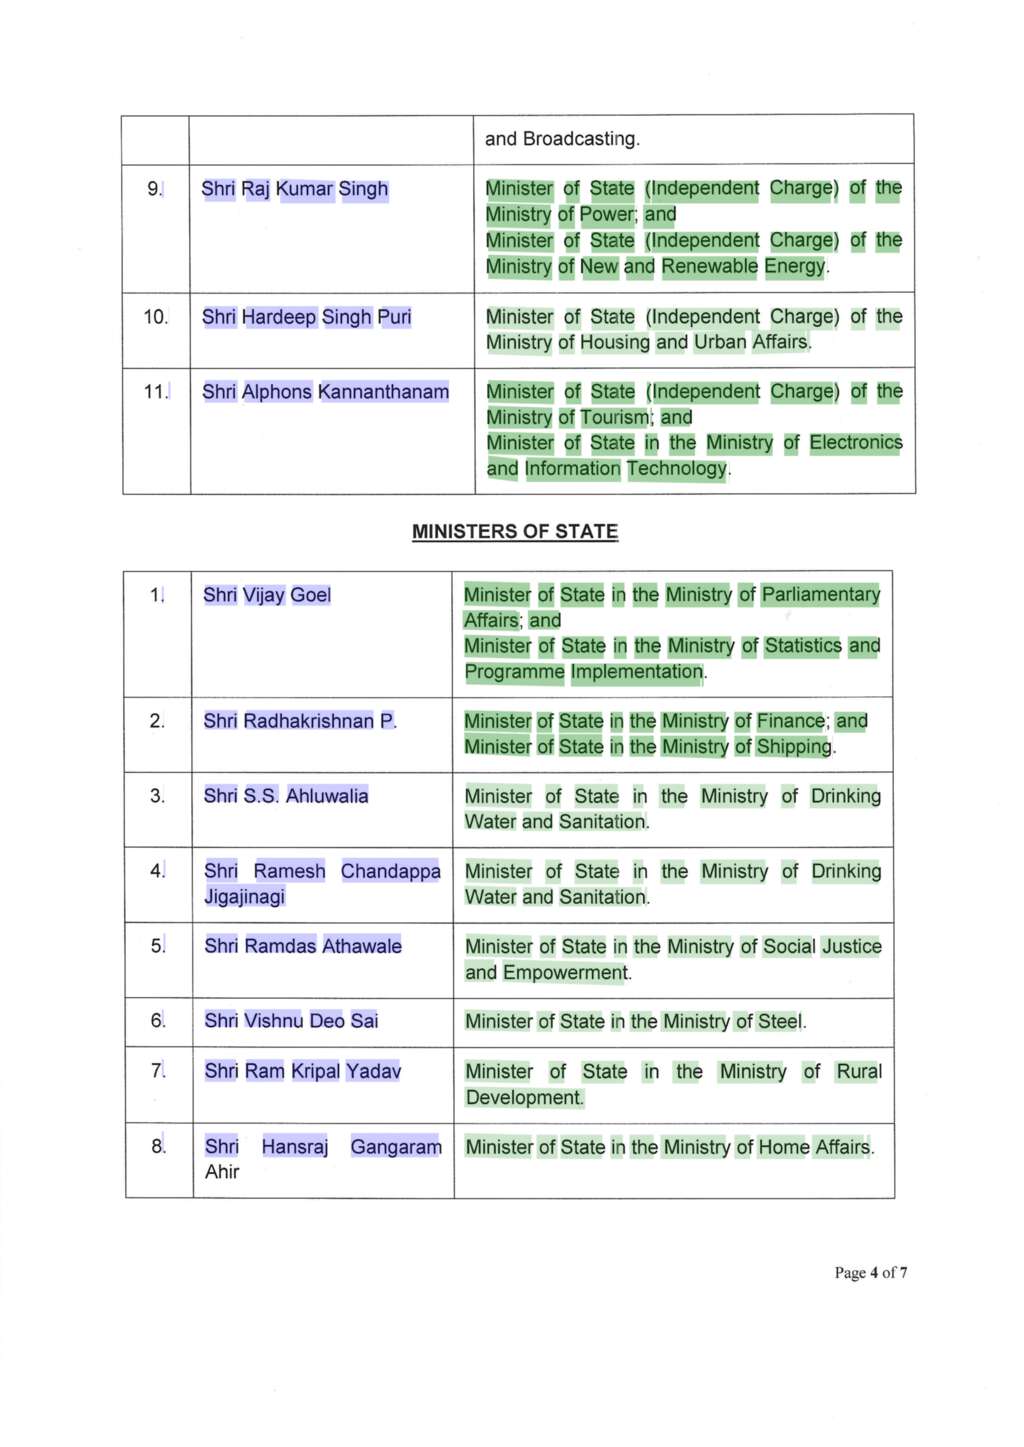 and Broadcasting.
9. Shri Raj Kumar Singh Minister of State (Independent Charge) of the
Ministry of Power; and
Minister of State (Independent Charge) of the
Ministry of New and Renewable Energy.
10. Shri Hardeep Singh Puri Minister of State (Independent Charge) of the
Ministry of Housing and Urban Affairs.
11. Shri Alphons Kannanthanam Minister of State (Independent Charge) of the
Ministry of Tourism; and
Minister of State in the Ministry of Electronics
and Information Technology.
MINISTERS OF STATE
1. Shri Vijay Goel Minister of State in the Ministry of Parliamentary
Affairs; and
Minister of State in the Ministry of Statistics and
Programme Implementation.
2. Shri Radhakrishnan P. Minister of State in the Ministry of Finance; and
Minister of State in the Ministry of Shipping.
3. Shri S.S. Ahluwalia Minister of State in the Ministry of Drinking
Water and Sanitation.
4. Shri Ramesh Chandappa Minister of State in the Ministry of Drinking
Jigajinagi Water and Sanitation.
5. Shri Ramdas Athawale Minister of State in the Ministry of Social Justice
and Empowerment.
6. Shri Vishnu Deo Sai Minister of State in the Ministry of Steel.
7. Shri Ram Kripal Yadav Minister of State in the Ministry of Rural
Development.
8. Shri Hansraj Gangaram Minister of State in the Ministry of Home Affairs.
Ahir
Page 4 of 7